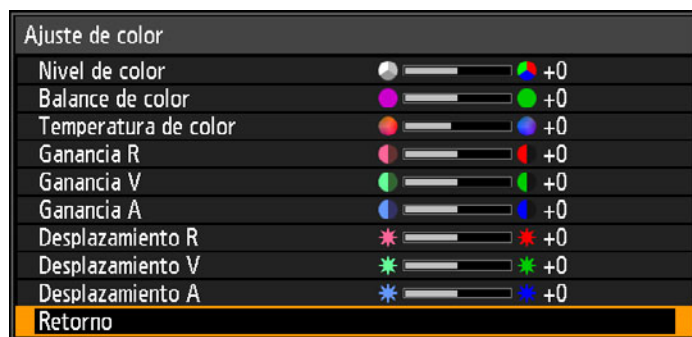 Ajuste de color
Nivel de color +0
Balance de color +0
Temperatura de color +0
Ganancia R +0
Ganancia V +0
Ganancia A +0
Desplazamiento R +0
Desplazamiento V +0
Desplazamiento A +0
Retorno